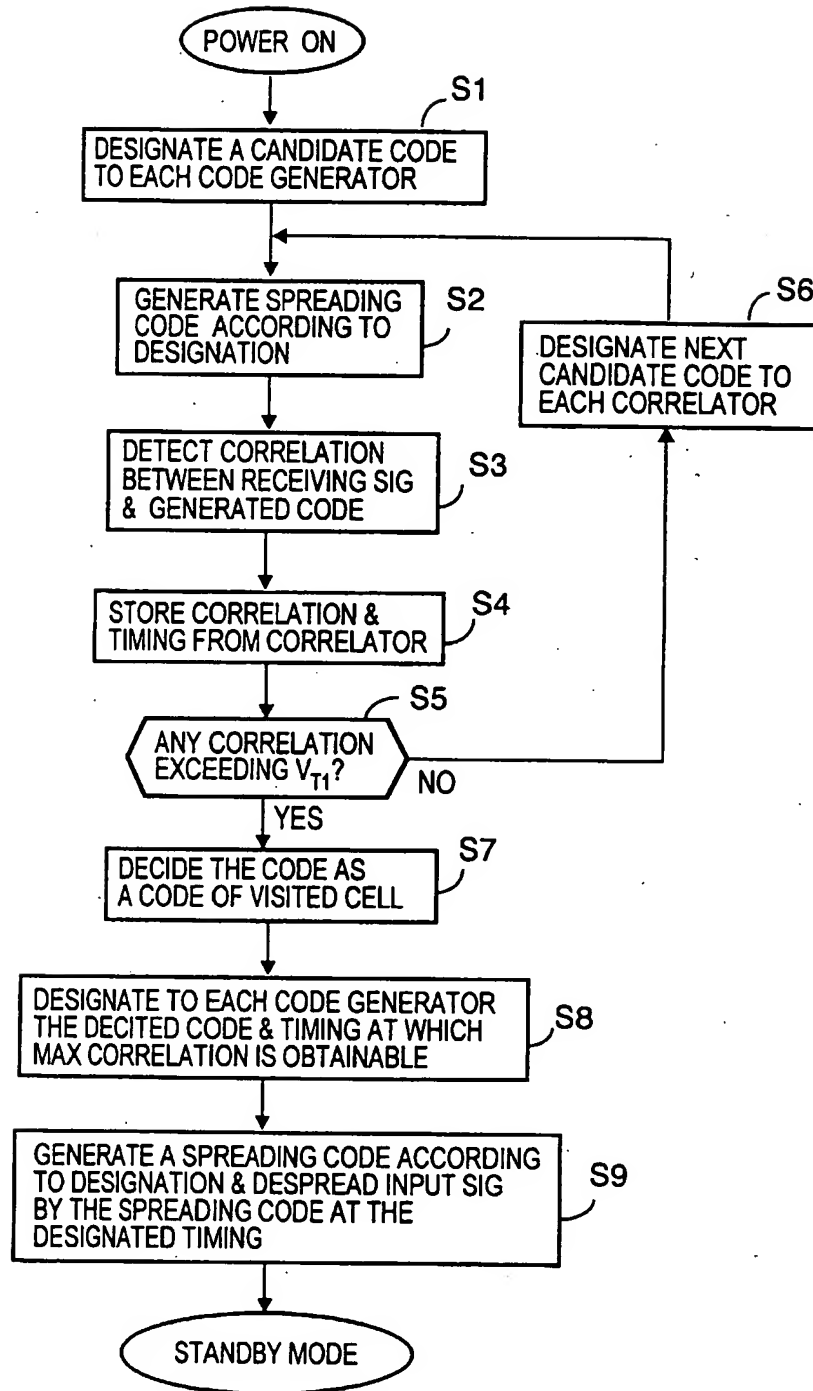 POWER ON
S1
DESIGNATE A CANDIDATE CODE
TO EACH CODE GENERATOR
S2
GENERATE SPREADING
CODE ACCORDING TO
DESIGNATION
S6
DESIGNATE NEXT
CANDIDATE CODE TO
EACH CORRELATOR
DETECT CORRELATION
BETWEEN RECEIVING SIG
& GENERATED CODE
S3
STORE CORRELATION &
TIMING FROM CORRELATOR
S4
S5
ANY CORRELATION
EXCEEDING VT1?
NO
YES
S7
DECIDE THE CODE AS
A CODE OF VISITED CELL
DESIGNATE TO EACH CODE GENERATOR
THE DECITED CODE & TIMING AT WHICH
MAX CORRELATION IS OBTAINABLE
S8
GENERATE A SPREADING CODE ACCORDING
TO DESIGNATION & DESPREAD INPUT SIG
BY THE SPREADING CODE AT THE
DESIGNATED TIMING
S9
STANDBY MODE